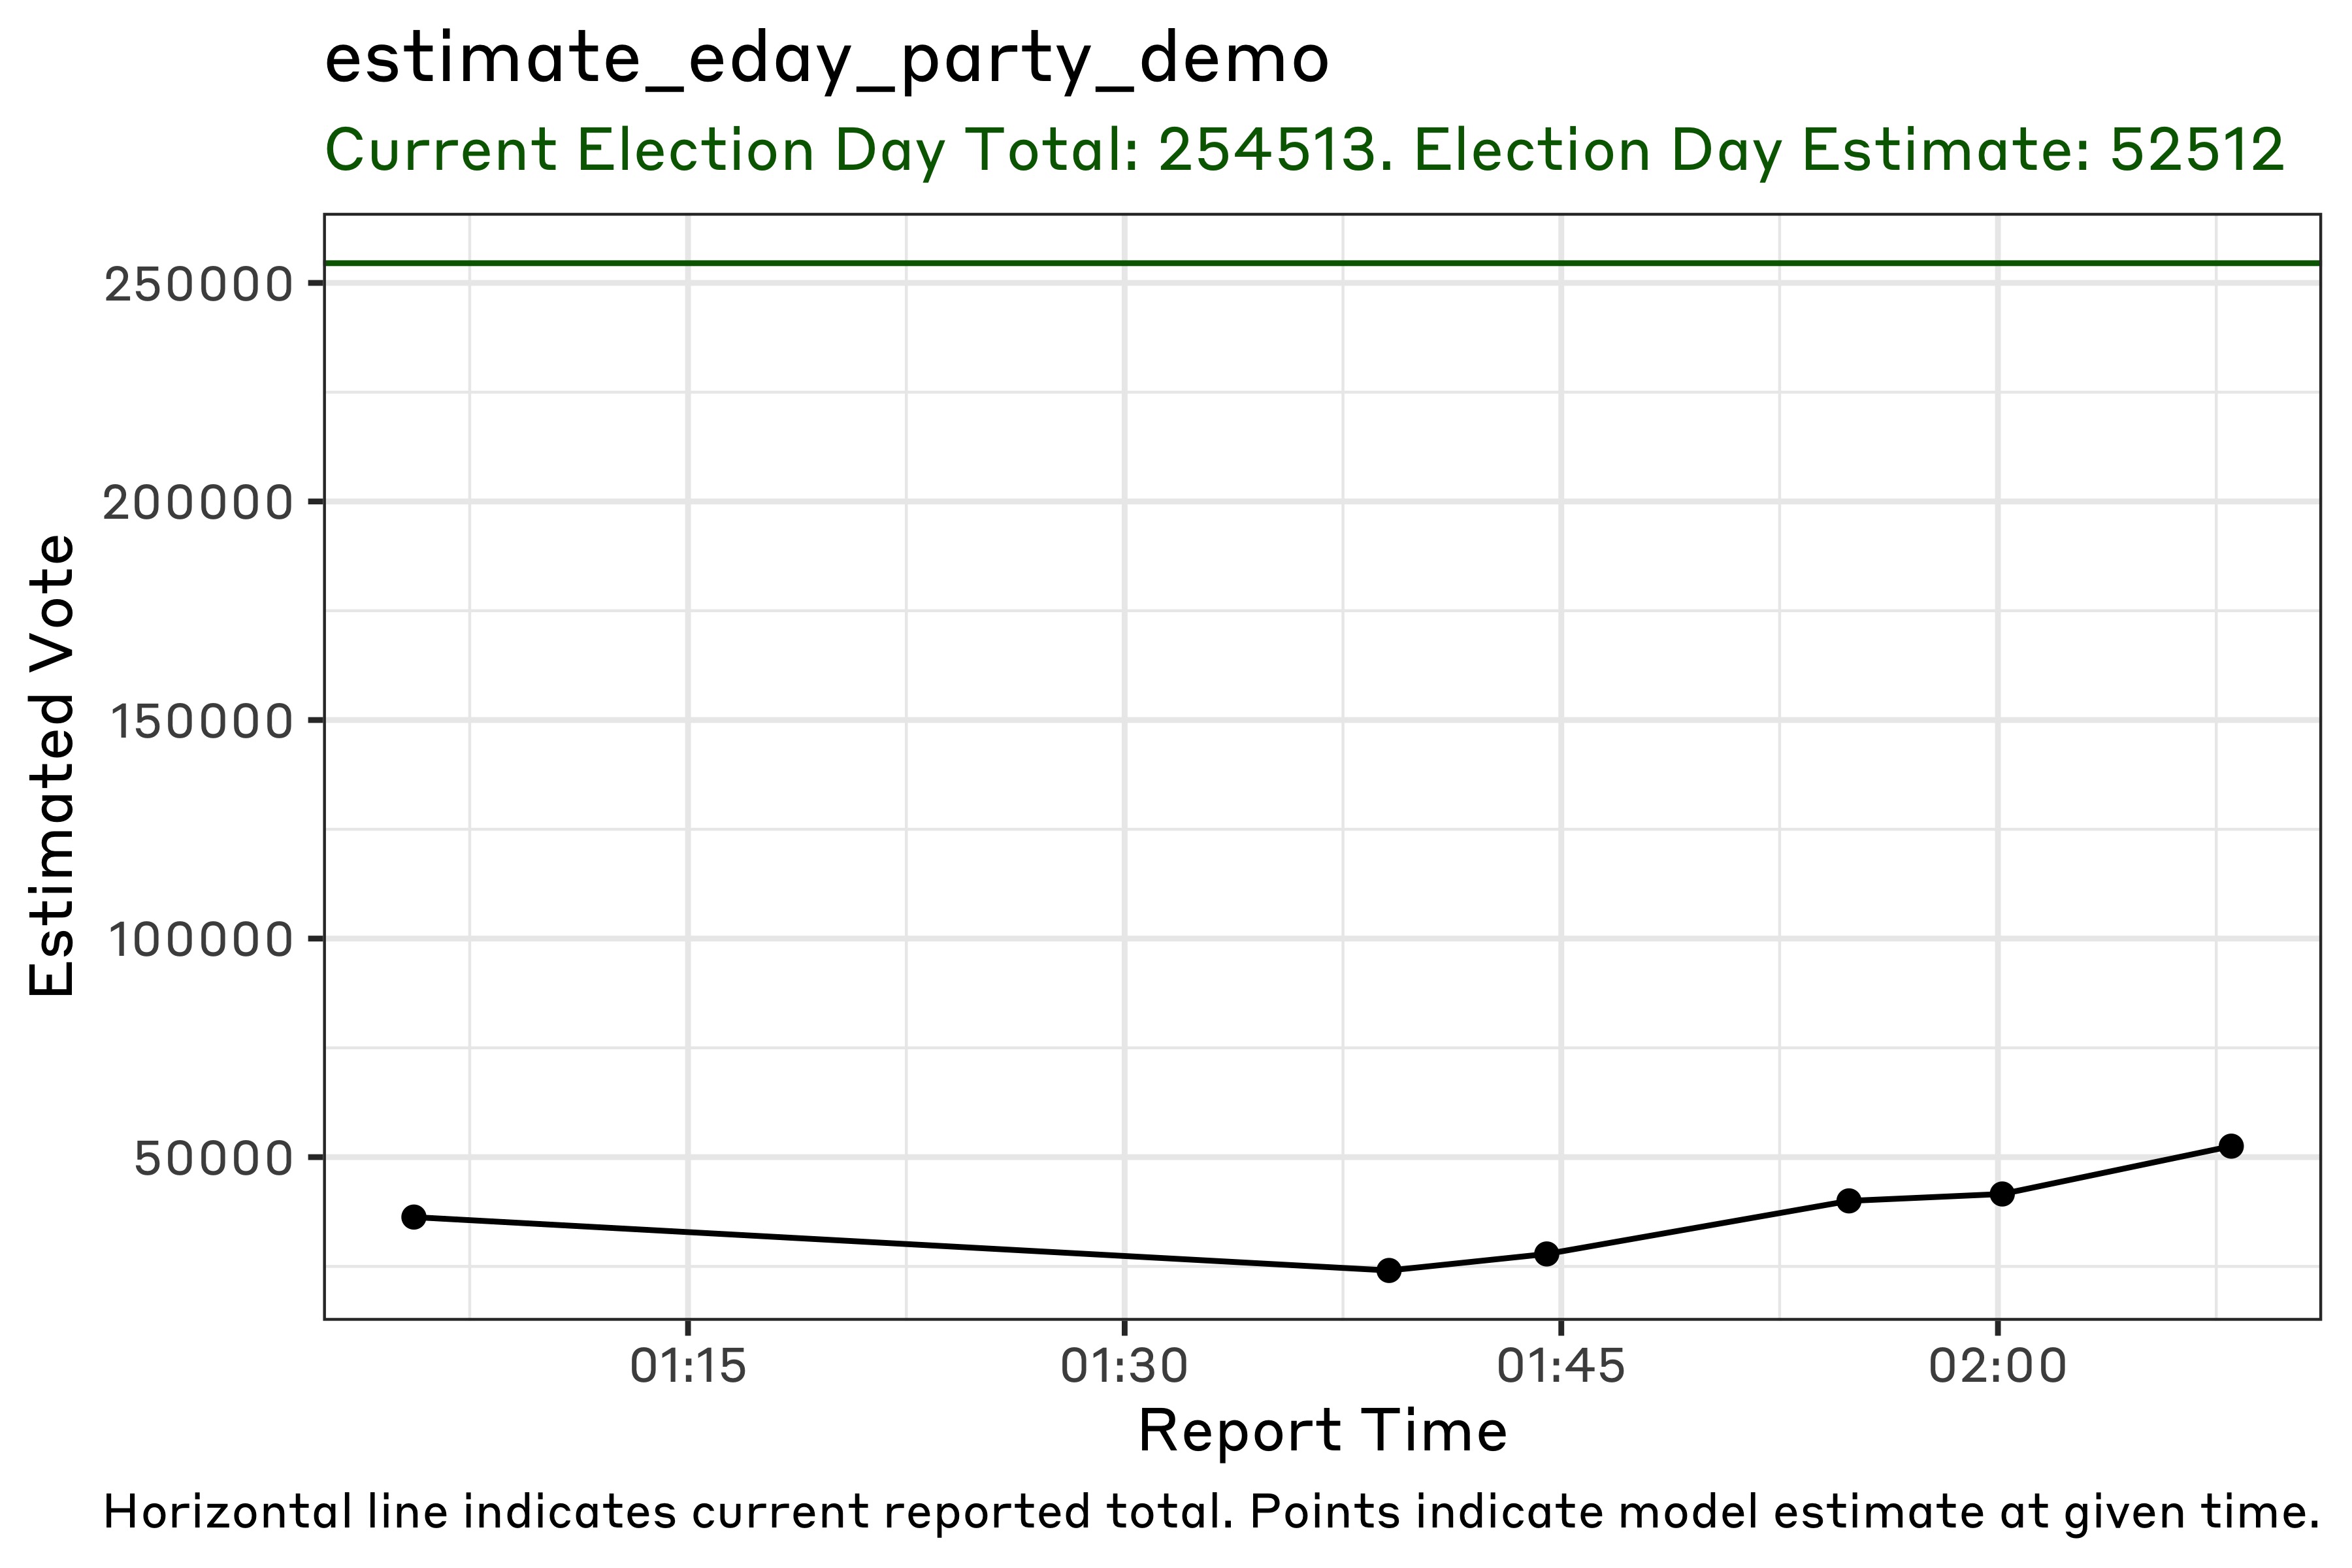 estimate_eday_party_demo
Current Election Day Total: 254513. Election Day Estimate: 52512
Estimated Vote
250000
200000
150000
100000
50000
01:15 01:30 01:45 02:00
Report Time
Horizontal line indicates current reported total. Points indicate model estimate at given time.